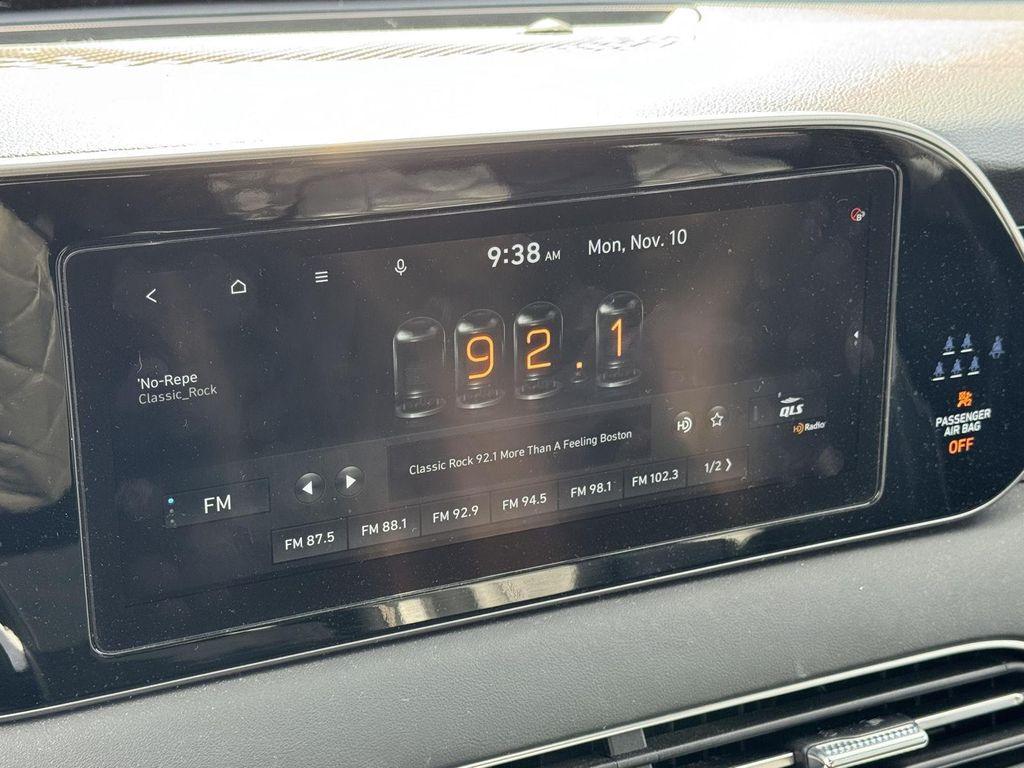 9:38 AM Mon, Nov. 10
92.1
'No-Repe
Classic_Rock
QLS
HD Radio
HD
Classic Rock 92.1 More Than A Feeling Boston
FM
FM 87.5 FM 88.1 FM 92.9 FM 94.5 FM 98.1 FM 102.3 1/2
PASSENGER
AIR BAG
OFF